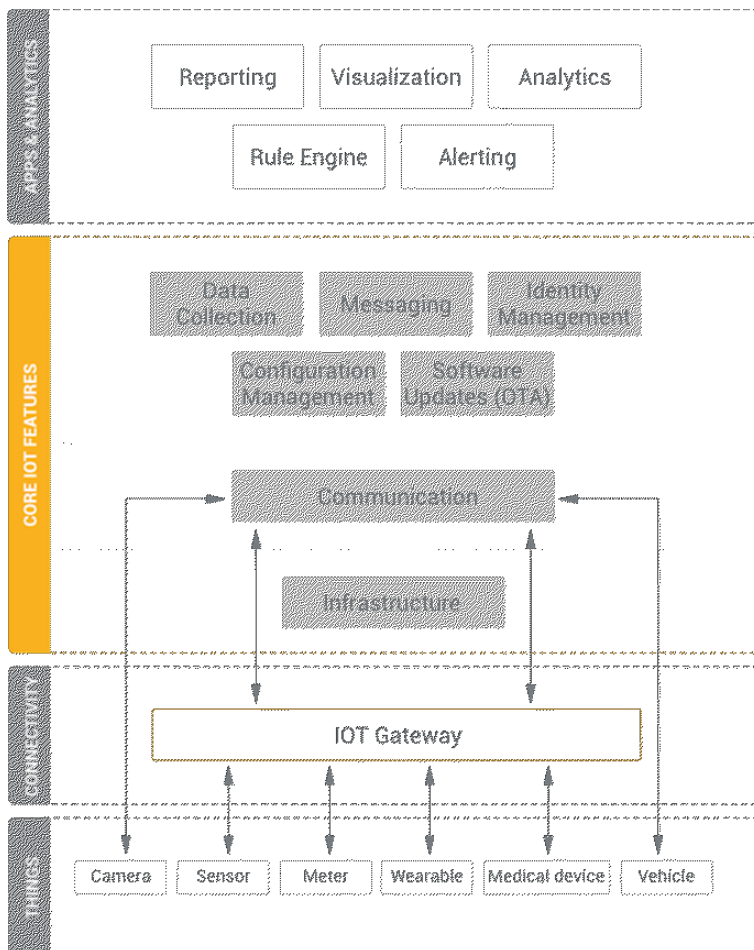 APPS & ANALYTICS
Reporting
Visualization
Analytics
Rule Engine
Alerting
CORE IOT FEATURES
Data
Collection
Messaging
Identity
Management
Configuration
Management
Software
Updates (OTA)
Communication
Infrastructure
CONNECTIVITY
IOT Gateway
THINGS
Camera
Sensor
Meter
Wearable
Medical device
Vehicle